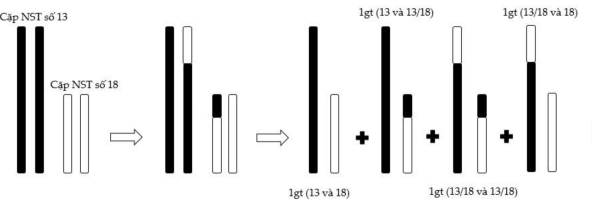 Cặp NST số 13
1gt (13 và 13/18)
1gt (13/18 và 18)
Cặp NST số 18
1gt (13 và 18)
1gt (13/18 và 13/18)